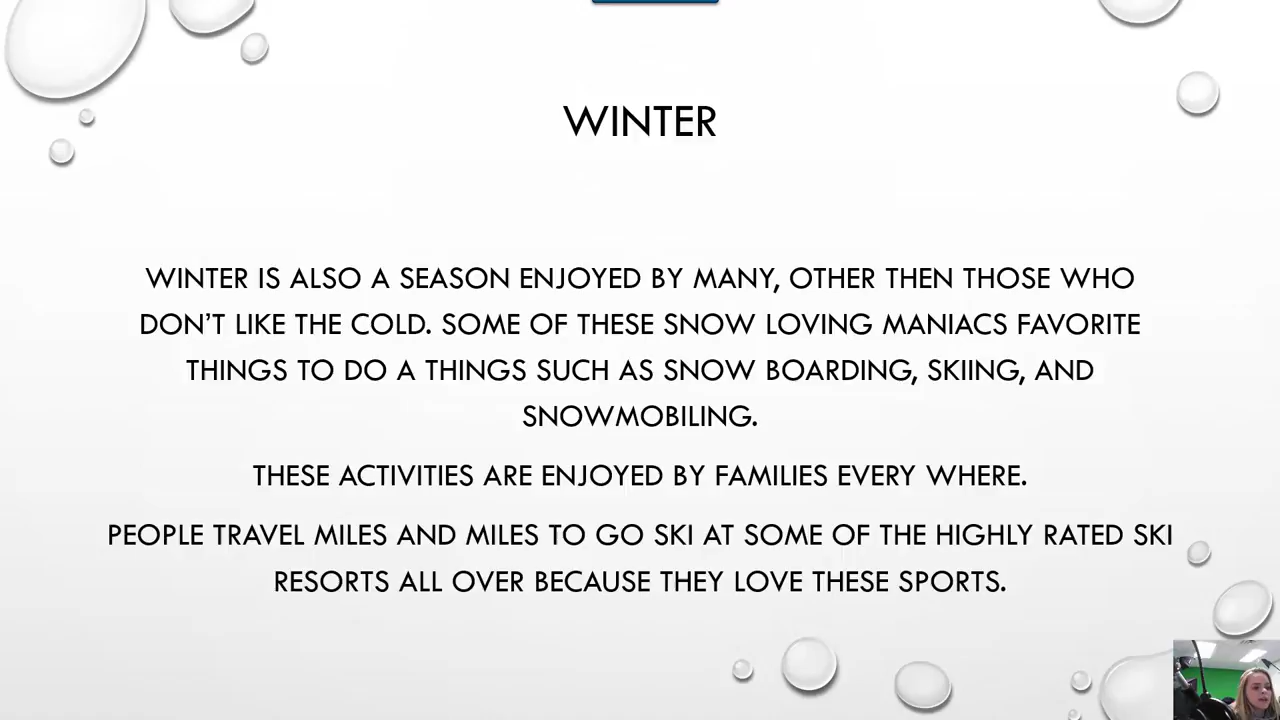 WINTER
WINTER IS ALSO A SEASON ENJOYED BY MANY, OTHER THEN THOSE WHO
DON'T LIKE THE COLD. SOME OF THESE SNOW LOVING MANIACS FAVORITE
THINGS TO DO A THINGS SUCH AS SNOW BOARDING, SKIING, AND
SNOWMOBILING.
THESE ACTIVITIES ARE ENJOYED BY FAMILIES EVERY WHERE.
PEOPLE TRAVEL MILES AND MILES TO GO SKI AT SOME OF THE HIGHLY RATED SKI
RESORTS ALL OVER BECAUSE THEY LOVE THESE SPORTS.